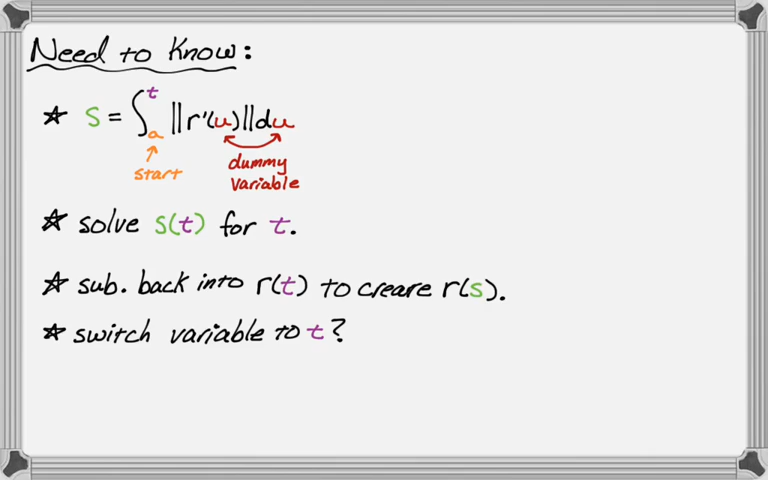 Need to Know:
☆ S = ∫ₐᵗ ||r'(u)||du
start
dummy
variable
☆ solve s(t) for t.
☆ sub. back into r(t) to creare r(s).
☆ switch variable to t?